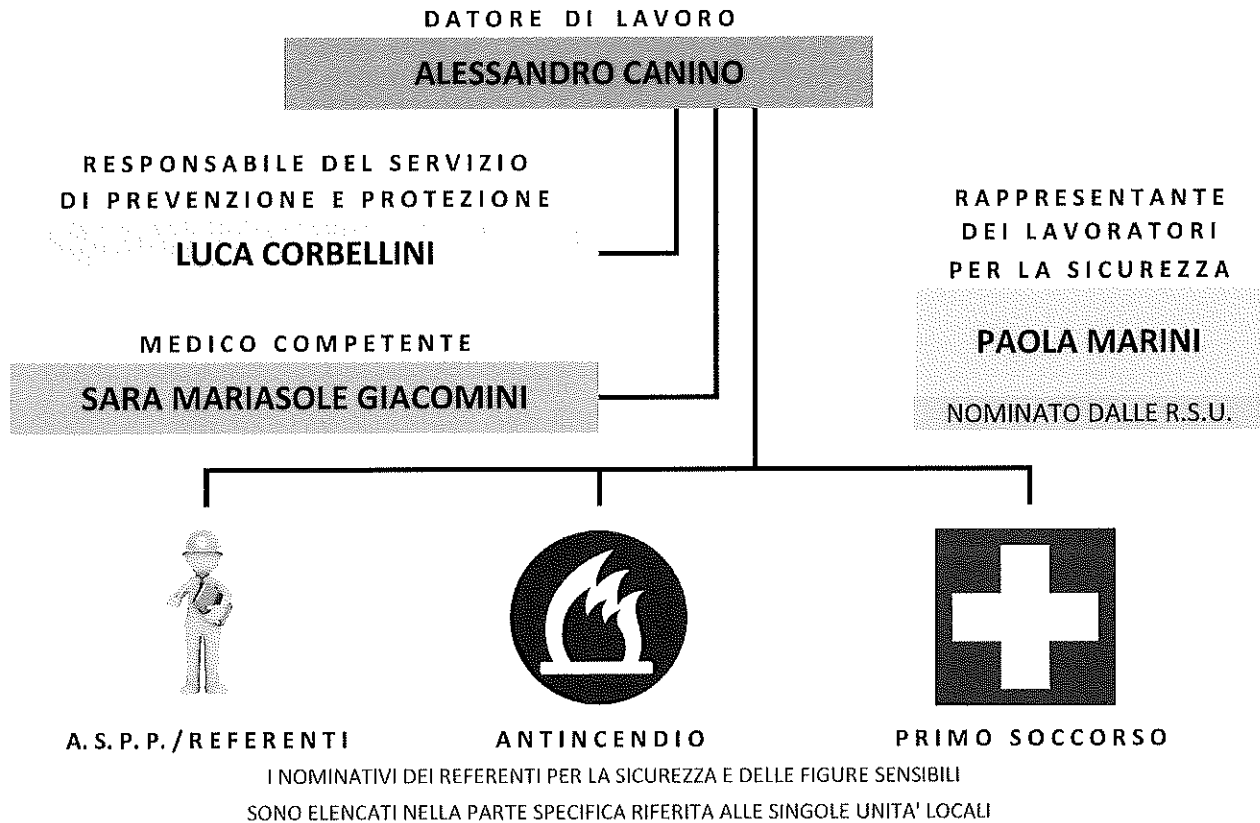 DATORE DI LAVORO
ALESSANDRO CANINO
RESPONSABILE DEL SERVIZIO
DI PREVENZIONE E PROTEZIONE
LUCA CORBELLINI
RAPPRESENTANTE
DEI LAVORATORI
PER LA SICUREZZA
PAOLA MARINI
NOMINATO DALLE R.S.U.
MEDICO COMPETENTE
SARA MARIASOLE GIACOMINI
A.S.P.P./REFERENTI
ANTINCENDIO
PRIMO SOCCORSO
I NOMINATIVI DEI REFERENTI PER LA SICUREZZA E DELLE FIGURE SENSIBILI
SONO ELENCATI NELLA PARTE SPECIFICA RIFERITA ALLE SINGOLE UNITA' LOCALI